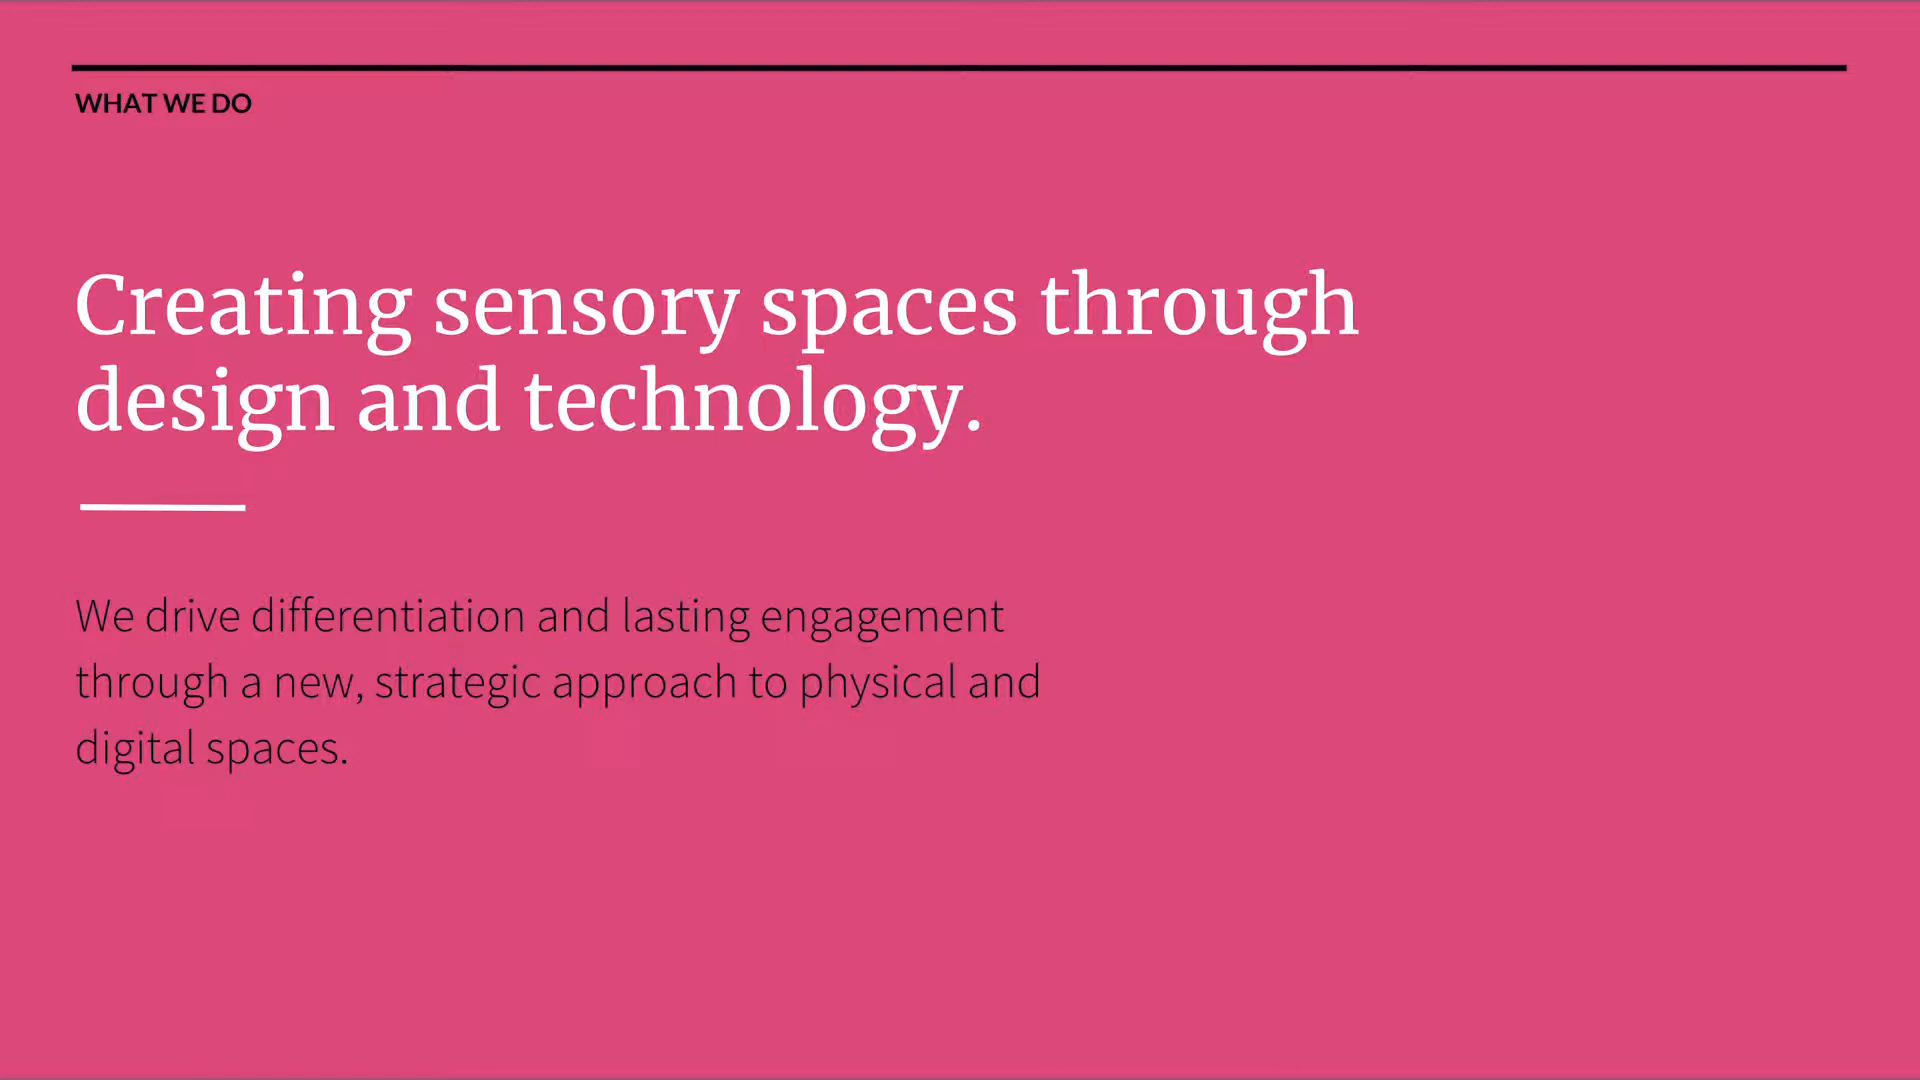 WHAT WE DO
Creating sensory spaces through
design and technology.
We drive differentiation and lasting engagement
through a new, strategic approach to physical and
digital spaces.